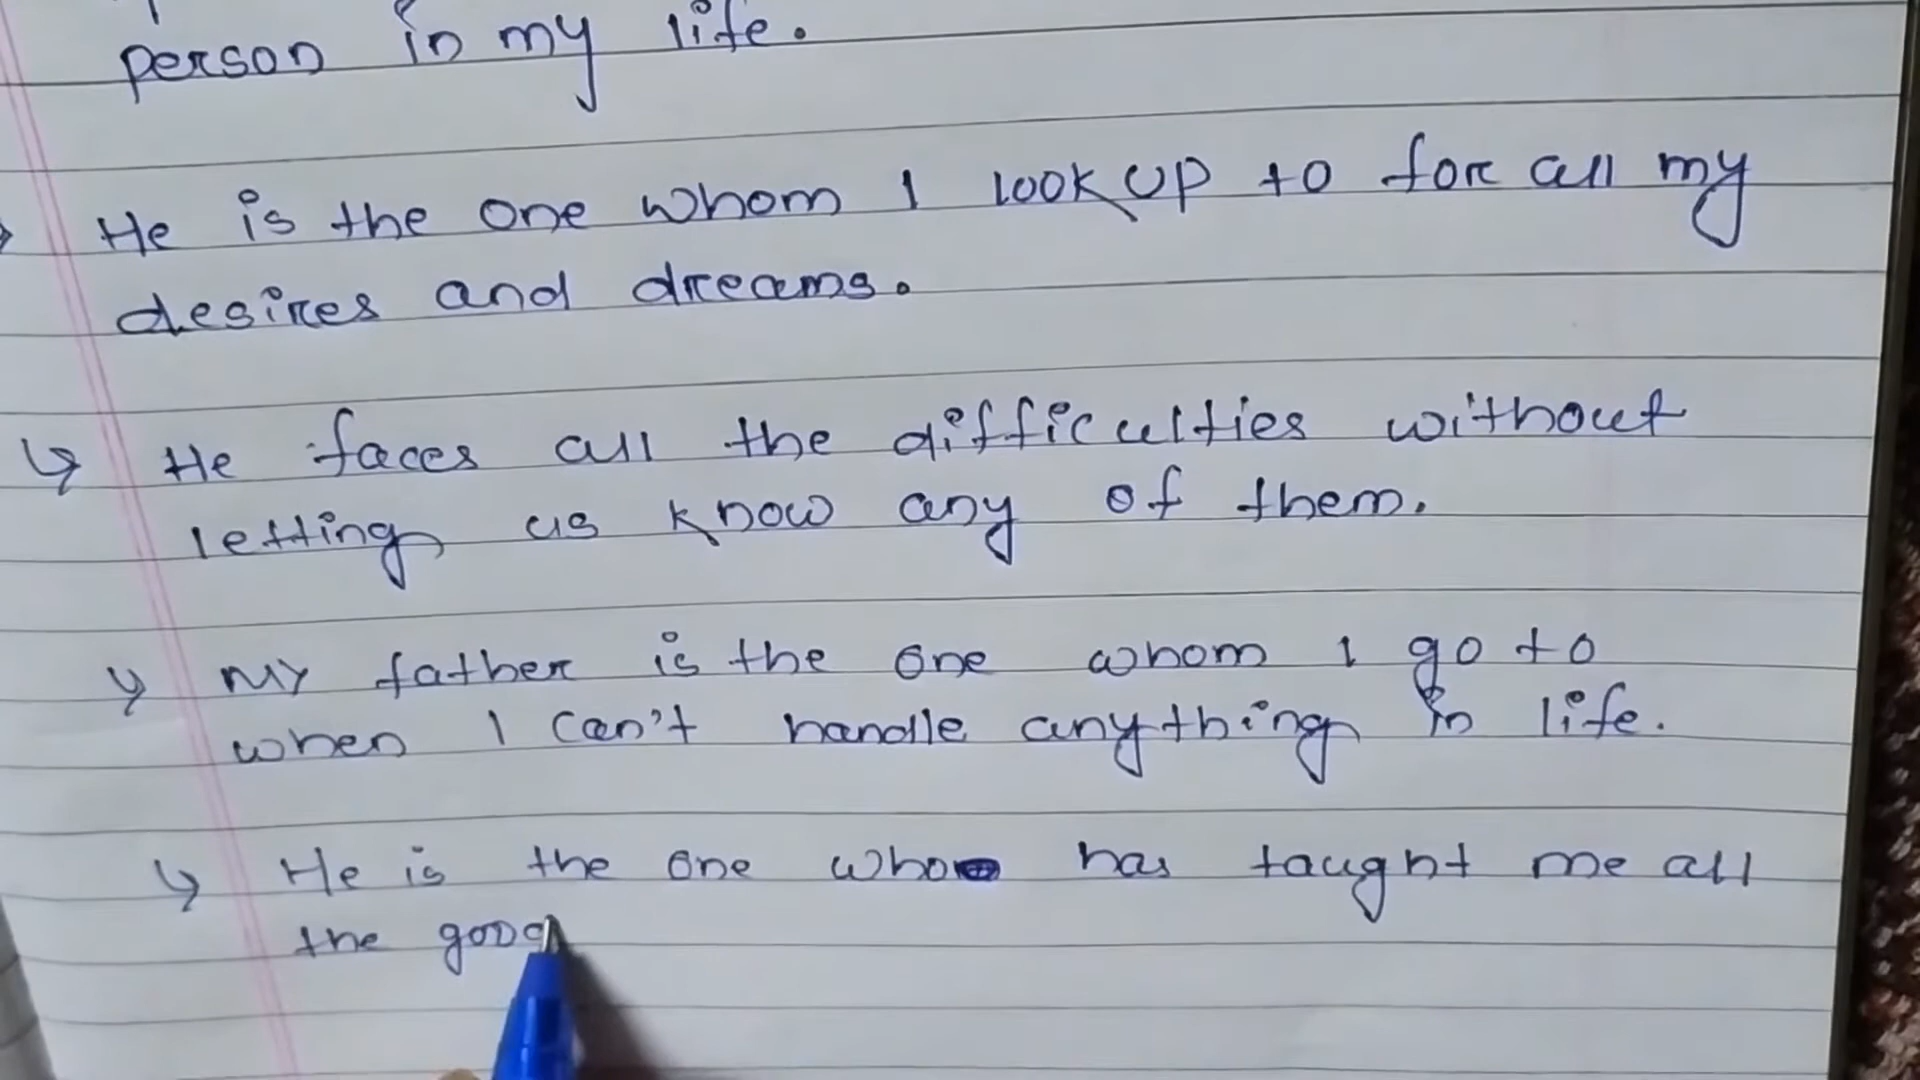 person in my life.
He is the one whom I look up to for all my
desires and dreams.
He faces all the difficulties without
letting us know any of them.
My father is the one whom I go to
when I can't handle anything in life.
He is the one who has taught me all
the good